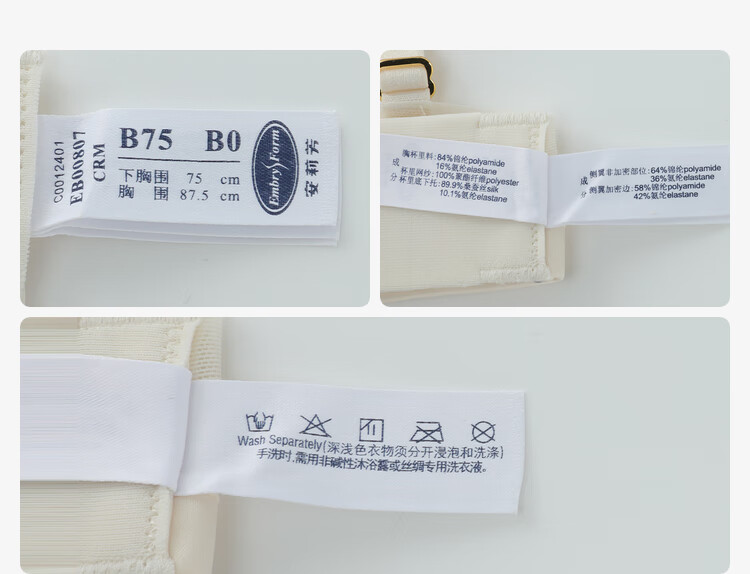 C0012401
EB00807
CRM
B75 B0
下胸围 75 cm
胸 围 87.5 cm
Embry Form
安莉芳
成分
胸杯里料:84%锦纶polyamide
16%氨纶elastane
杯里网纱:100%聚酯纤维polyester
杯里底下托:89.9%桑蚕丝silk
10.1%氨纶elastane
成分
侧翼非加密部位:64%锦纶polyamide
36%氨纶elastane
侧翼加密边:58%锦纶polyamide
42%氨纶elastane
Wash Separately(深浅色衣物须分开浸泡和洗涤)
手洗时,需用非碱性沐浴露或丝绸专用洗衣液。